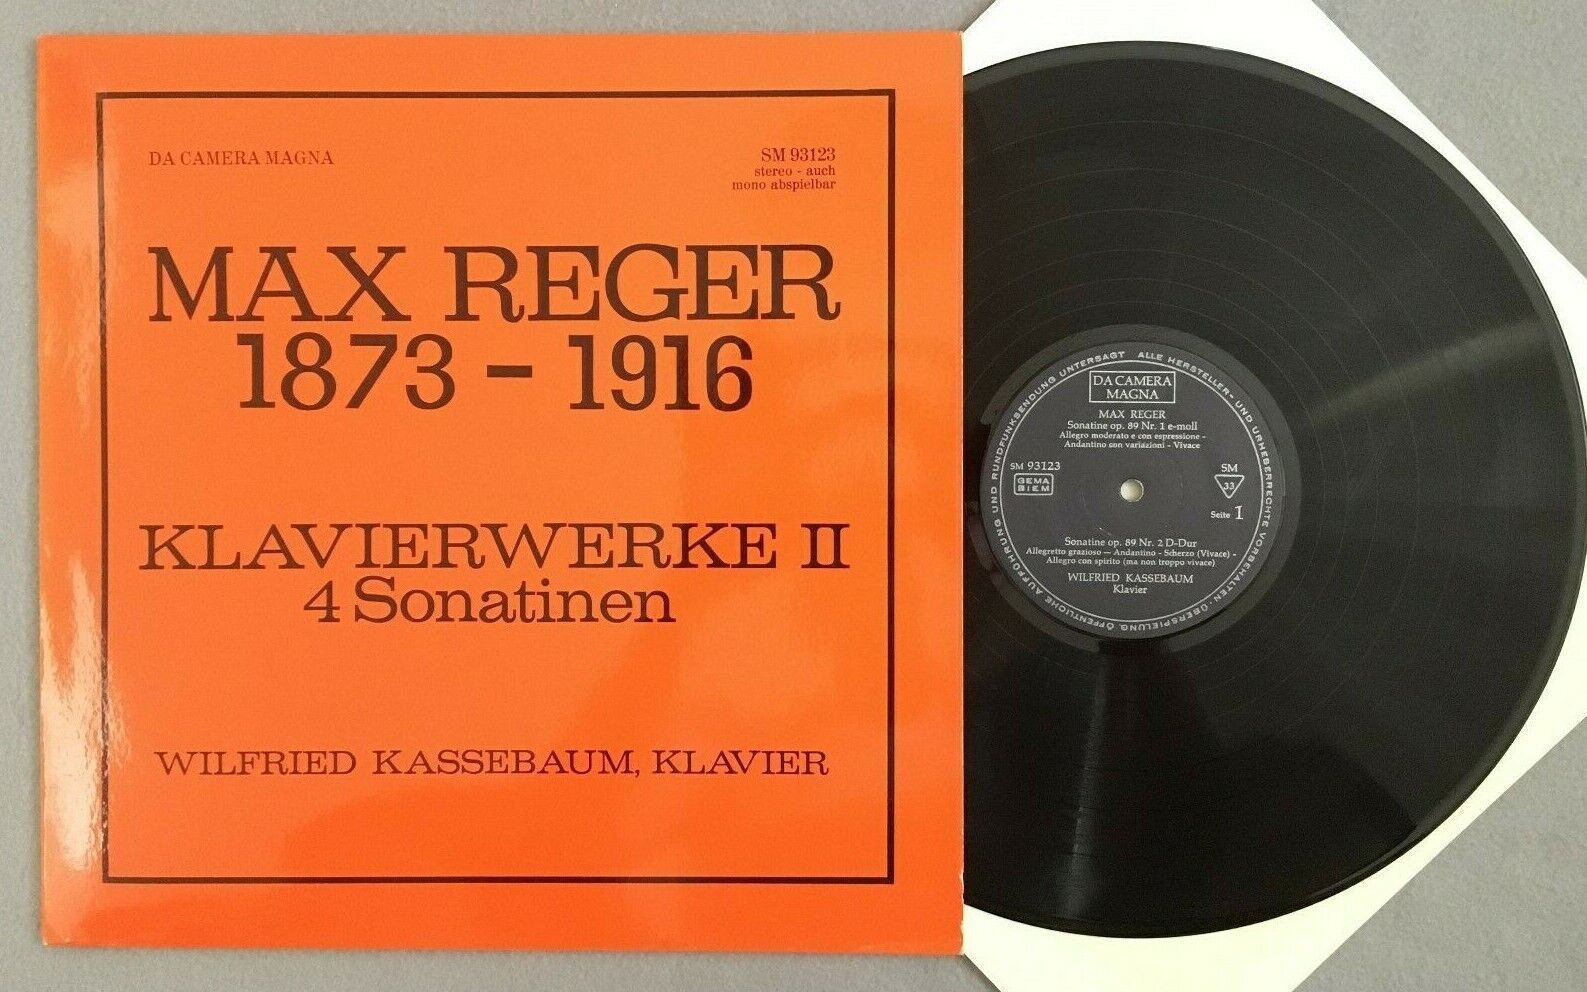 DA CAMERA MAGNA
SM 93123
stereo - auch
mono abspielbar
MAX REGER
1873 - 1916
KLAVIERWERKE II
4 Sonatinen
WILFRIED KASSEBAUM, KLAVIER
ALLE HERSTELLER- UND URHEBERRECHTE VORBEHALTEN · ÜBERSPIELUNG, ÖFFENTLICHE AUFFÜHRUNG UND RUNDFUNKSENDUNG UNTERSAGT
DA CAMERA
MAGNA
MAX REGER
Sonatine op. 89 Nr. 1 e-moll
Allegro moderato e con espressione -
Andantino con variazioni - Vivace
SM 93123
GEMA
BIEM
SM
33
Seite 1
Sonatine op. 89 Nr. 2 D-Dur
Allegretto grazioso — Andantino - Scherzo (Vivace) -
Allegro con spirito (ma non troppo vivace)
WILFRIED KASSEBAUM
Klavier